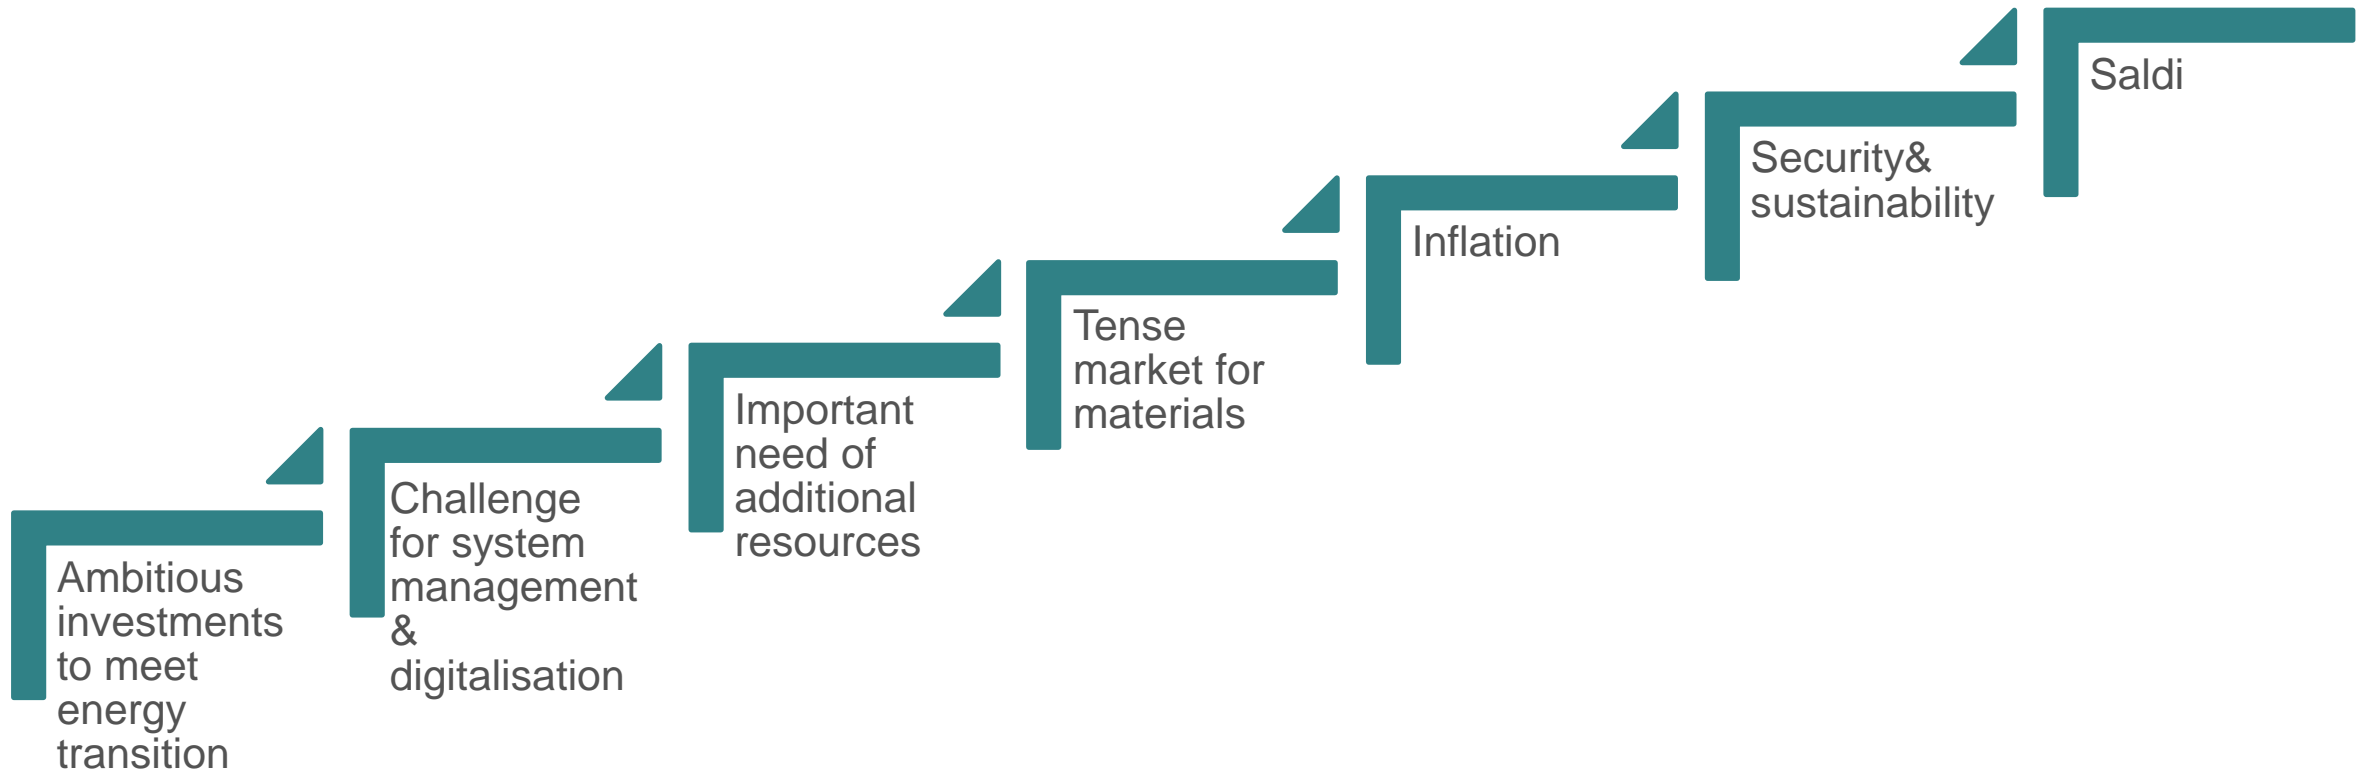 Ambitious
investments
to meet
energy
transition
Challenge
for system
management
&
digitalisation
Important
need of
additional
resources
Tense
market for
materials
Inflation
Security&
sustainability
Saldi